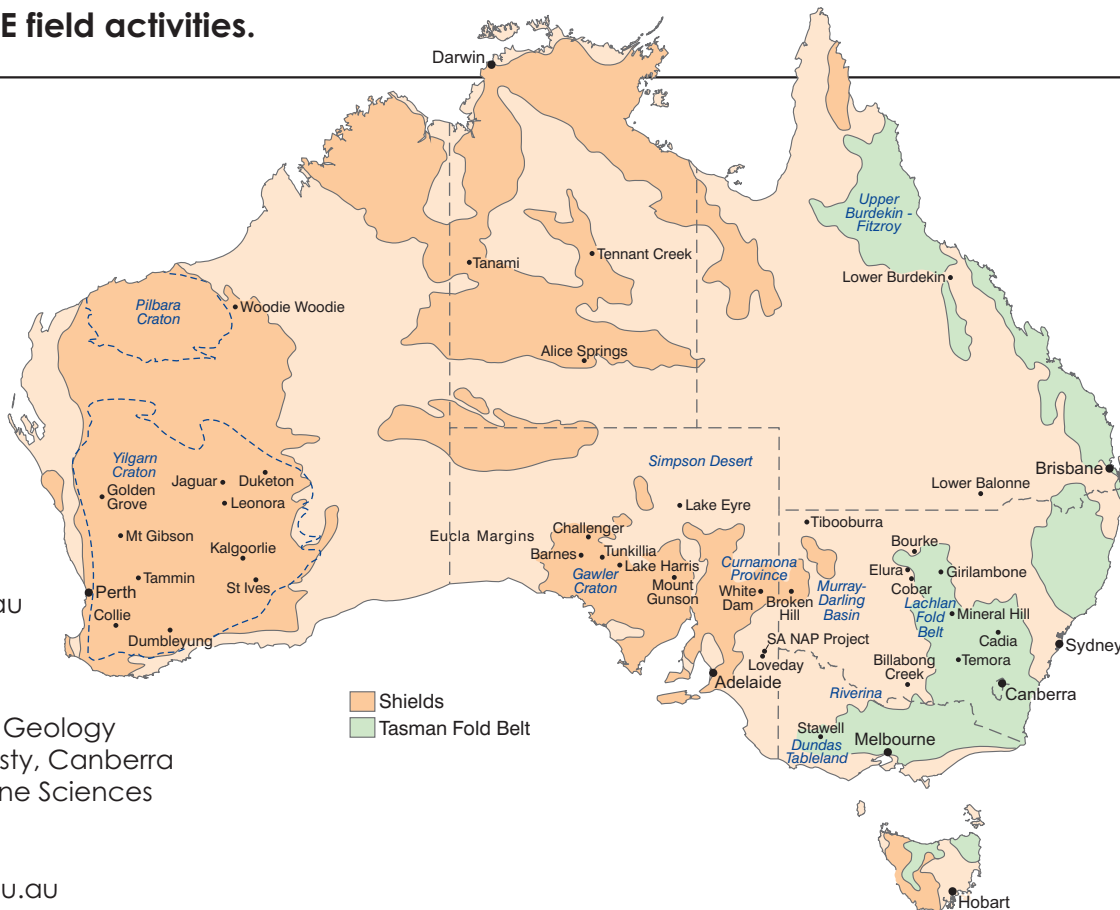 E field activities.
Darwin
Upper
Burdekin -
Fitzroy
Tanami
Tennant Creek
Lower Burdekin
Pilbara
Craton
Woodie Woodie
Alice Springs
Yilgarn
Craton
Simpson Desert
Brisbane
Jaguar
Duketon
Lower Balonne
Golden
Grove
Leonora
Lake Eyre
Tibooburra
Mt Gibson
Eucla Margins
Challenger
Bourke
Kalgoorlie
Barnes
Tunkillia
Lake Harris
Curnamona
Province
Elura
Girilambone
Tammin
St Ives
Gawler
Craton
Mount
Gunson
White
Dam
Broken
Hill
Murray-
Darling
Basin
Cobar
Lachlan
Fold
Belt
Mineral Hill
Perth
au
Collie
Dumbleyung
SA NAP Project
Loveday
Cadia
Sydney
Billabong
Creek
Temora
Adelaide
Riverina
Canberra
Shields
Tasman Fold Belt
Stawell
Dundas
Tableland
Melbourne
Geology
sty, Canberra
ne Sciences
u.au
Hobart